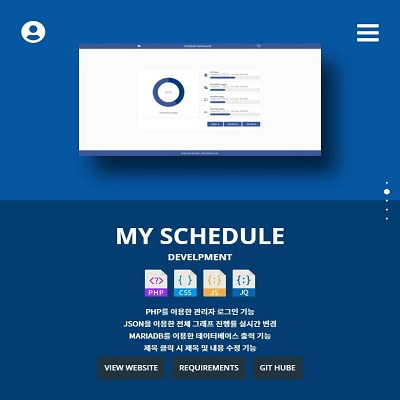 MY SCHEDULE
DEVELPMENT
PHP CSS JS JQ
PHP를 이용한 관리자 로그인 기능
JSON을 이용한 전체 그래프 진행률 실시간 변경
MARIADB를 이용한 데이터베이스 출력 기능
제목 클릭 시 제목 및 내용 수정 기능
VIEW WEBSITE REQUIREMENTS GIT HUBE